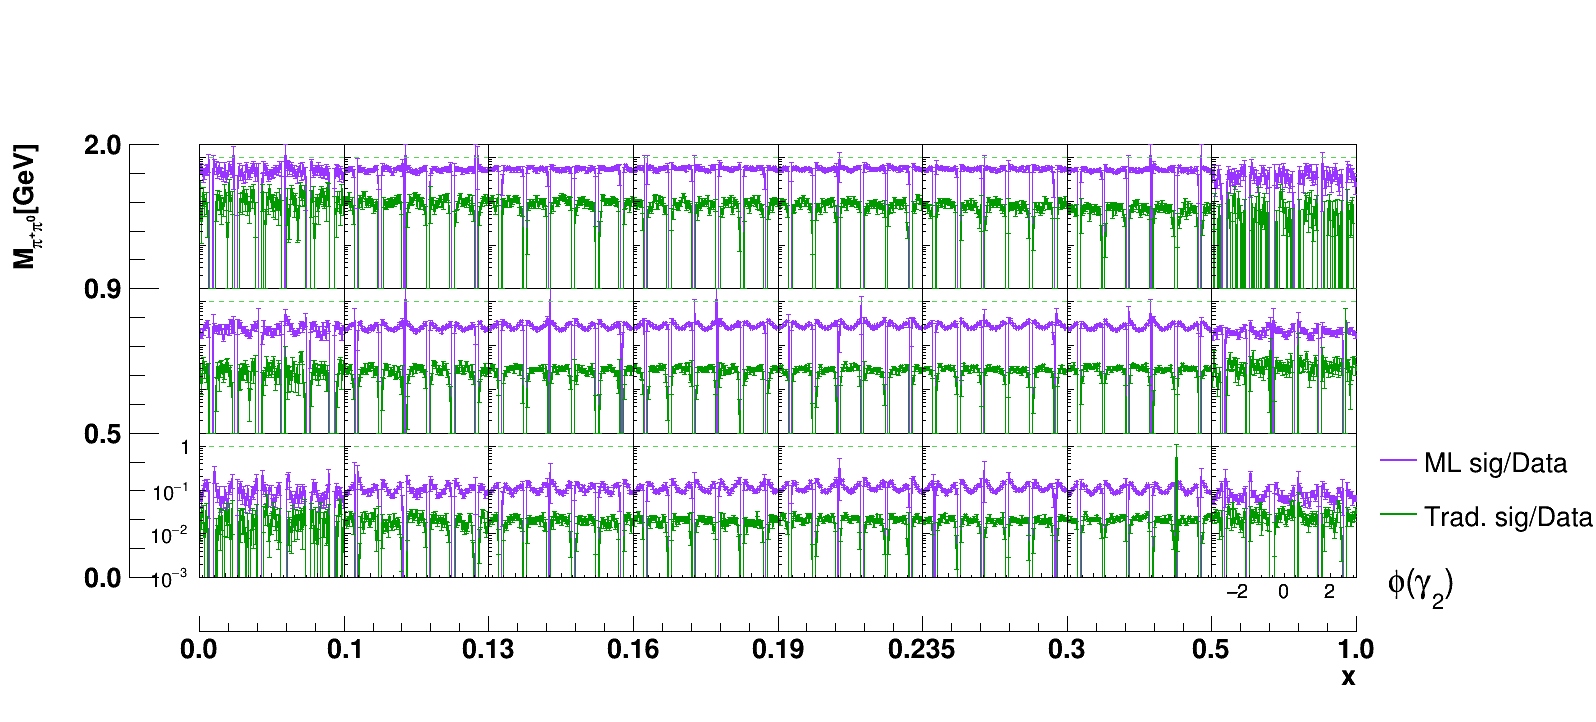 M π⁺π⁰ [GeV]
2.0
0.9
0.5
0.0
1
10⁻¹
10⁻²
10⁻³
ML sig/Data
Trad. sig/Data
−2 0 2
ϕ(γ₂)
0.0 0.1 0.13 0.16 0.19 0.235 0.3 0.5 1.0
x